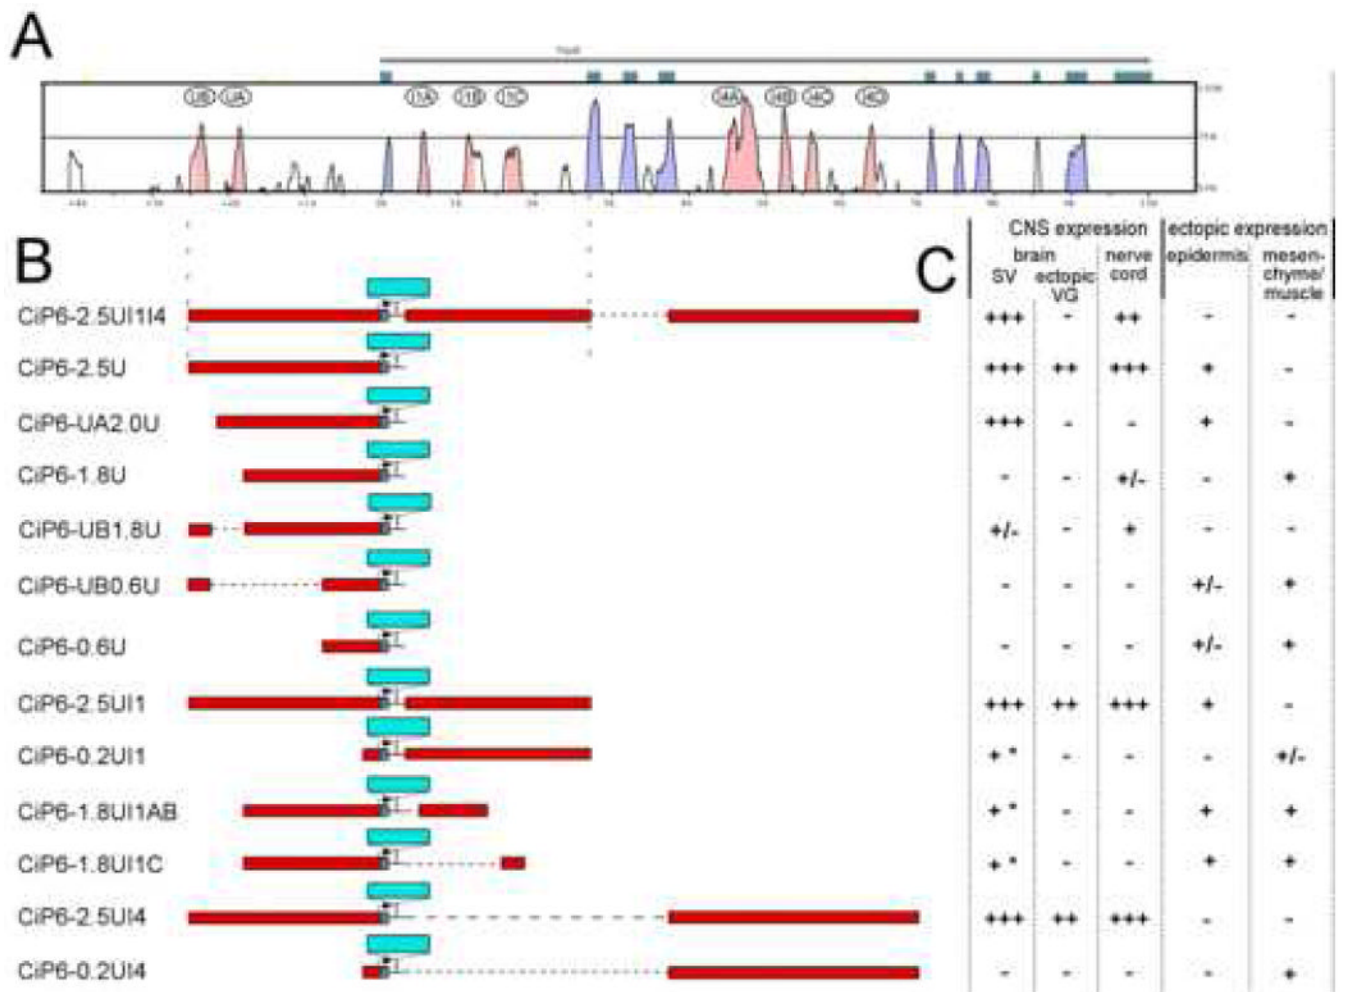 A
UB UA I1A I1B I1C I4A I4B I4C I4D
B
C
CNS expression ectopic expression
brain nerve cord epidermis mesen-chyme/muscle
SV ectopic VG
CiP6-2.5UI1I4 +++ - ++ - -
CiP6-2.5U +++ ++ +++ + -
CiP6-UA2.0U +++ - - + -
CiP6-1.8U - - +/- - +
CiP6-UB1.8U +/- - + - -
CiP6-UB0.6U - - - +/- +
CiP6-0.6U - - - +/- +
CiP6-2.5UI1 +++ ++ +++ + -
CiP6-0.2UI1 + * - - - +/-
CiP6-1.8UI1AB + * - - + +
CiP6-1.8UI1C + * - - + +
CiP6-2.5UI4 +++ ++ +++ - -
CiP6-0.2UI4 - - - - +